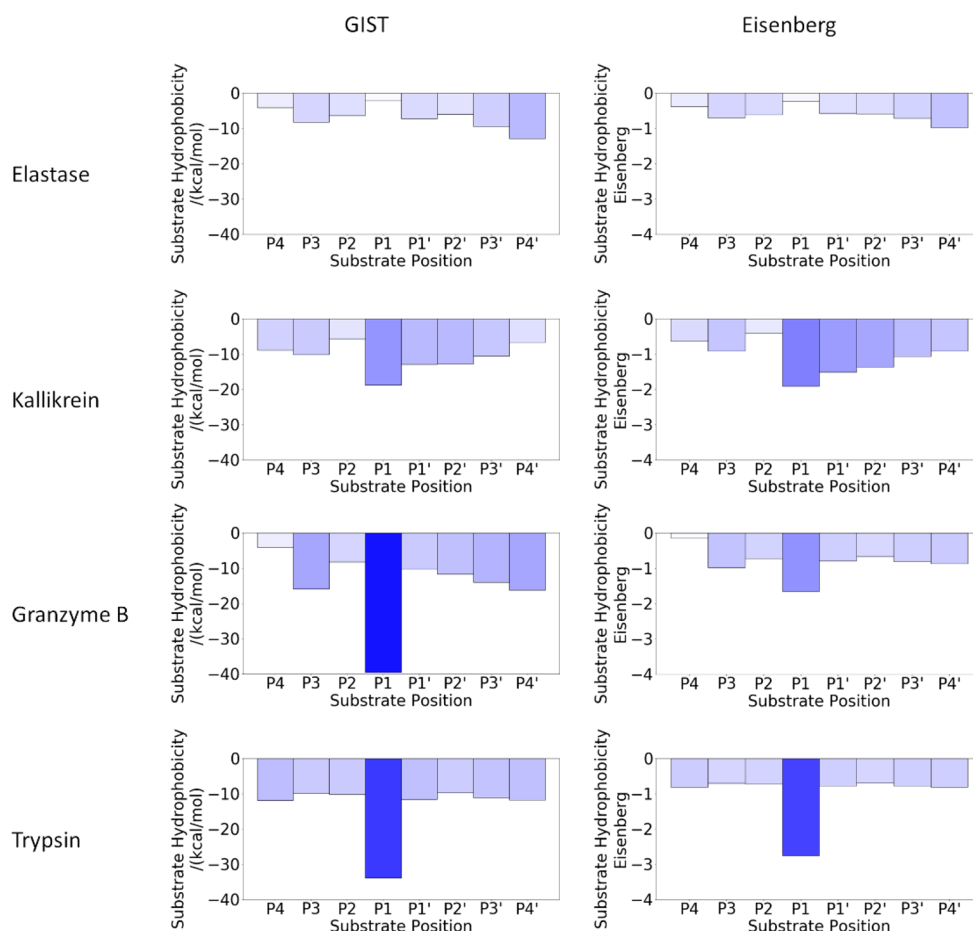 GIST
Eisenberg
Elastase
Substrate Hydrophobicity
/(kcal/mol)
0
−10
−20
−30
−40
P4 P3 P2 P1 P1' P2' P3' P4'
Substrate Position
Substrate Hydrophobicity
Eisenberg
0
−1
−2
−3
−4
P4 P3 P2 P1 P1' P2' P3' P4'
Substrate Position
Kallikrein
Substrate Hydrophobicity
/(kcal/mol)
0
−10
−20
−30
−40
P4 P3 P2 P1 P1' P2' P3' P4'
Substrate Position
Substrate Hydrophobicity
Eisenberg
0
−1
−2
−3
−4
P4 P3 P2 P1 P1' P2' P3' P4'
Substrate Position
Granzyme B
Substrate Hydrophobicity
/(kcal/mol)
0
−10
−20
−30
−40
P4 P3 P2 P1 P1' P2' P3' P4'
Substrate Position
Substrate Hydrophobicity
Eisenberg
0
−1
−2
−3
−4
P4 P3 P2 P1 P1' P2' P3' P4'
Substrate Position
Trypsin
Substrate Hydrophobicity
/(kcal/mol)
0
−10
−20
−30
−40
P4 P3 P2 P1 P1' P2' P3' P4'
Substrate Position
Substrate Hydrophobicity
Eisenberg
0
−1
−2
−3
−4
P4 P3 P2 P1 P1' P2' P3' P4'
Substrate Position